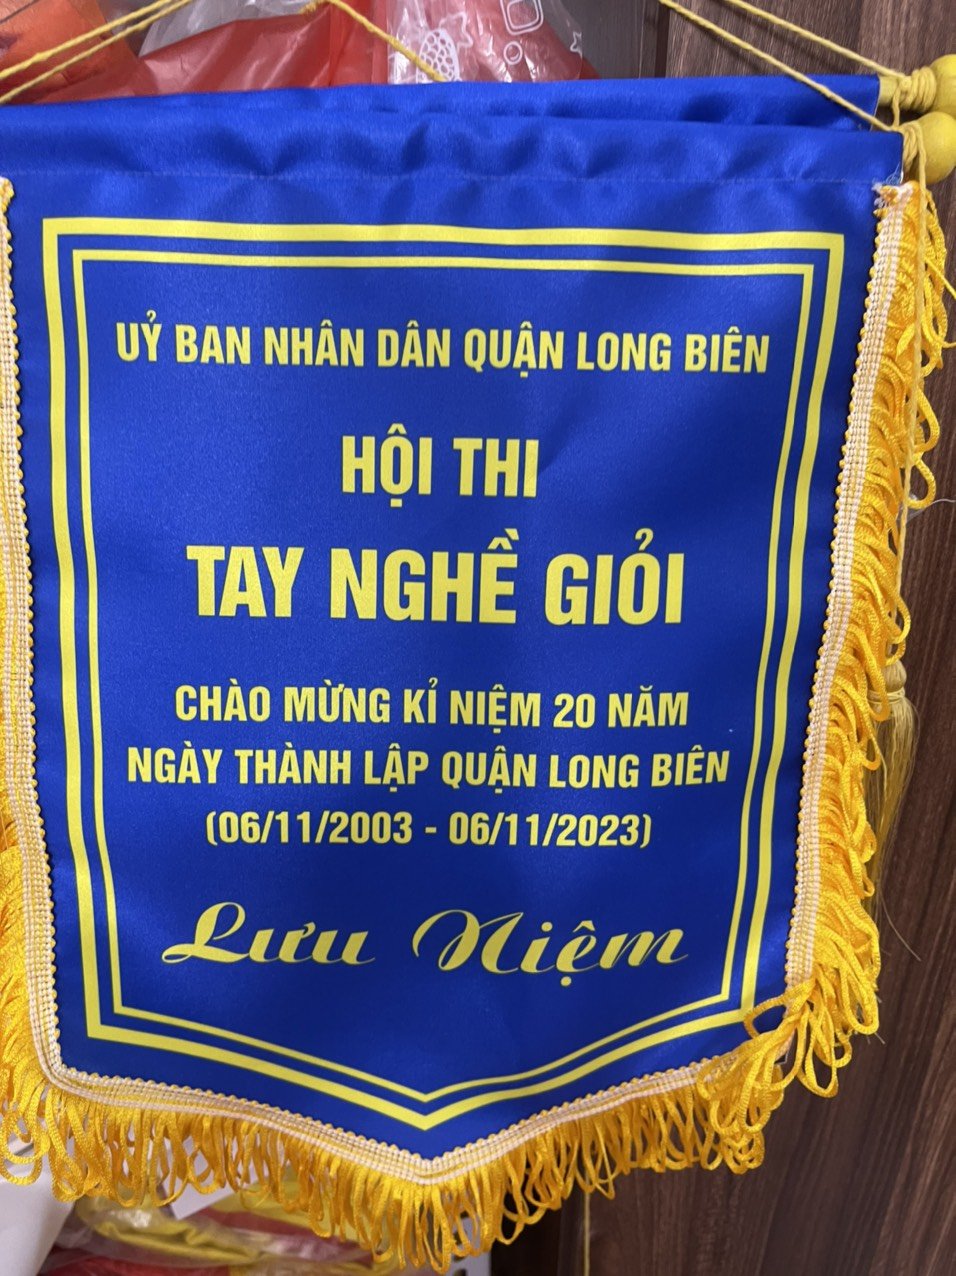 UỶ BAN NHÂN DÂN QUẬN LONG BIÊN
HỘI THI
TAY NGHỀ GIỎI
CHÀO MỪNG KỈ NIỆM 20 NĂM
NGÀY THÀNH LẬP QUẬN LONG BIÊN
(06/11/2003 - 06/11/2023)
Lưu Niệm